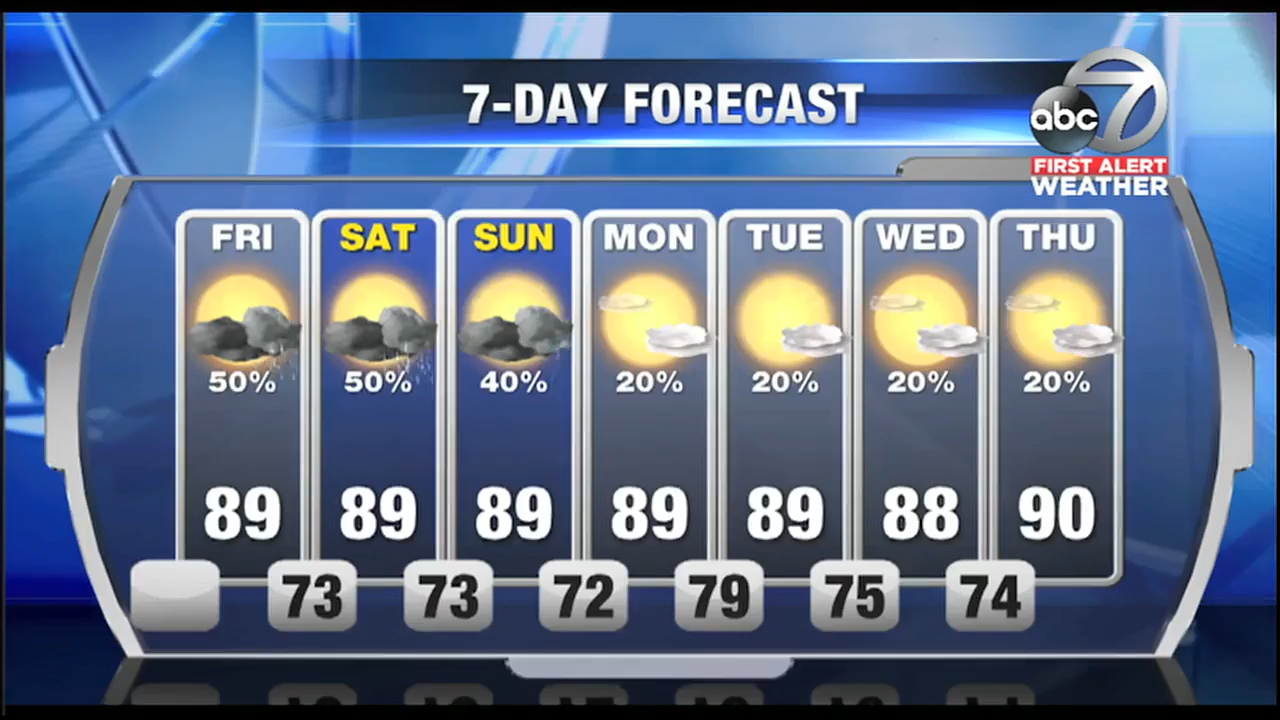 7-DAY FORECAST
abc 7
FIRST ALERT
WEATHER
FRI SAT SUN MON TUE WED THU
50% 50% 40% 20% 20% 20% 20%
89 89 89 89 89 88 90
73 73 72 79 75 74